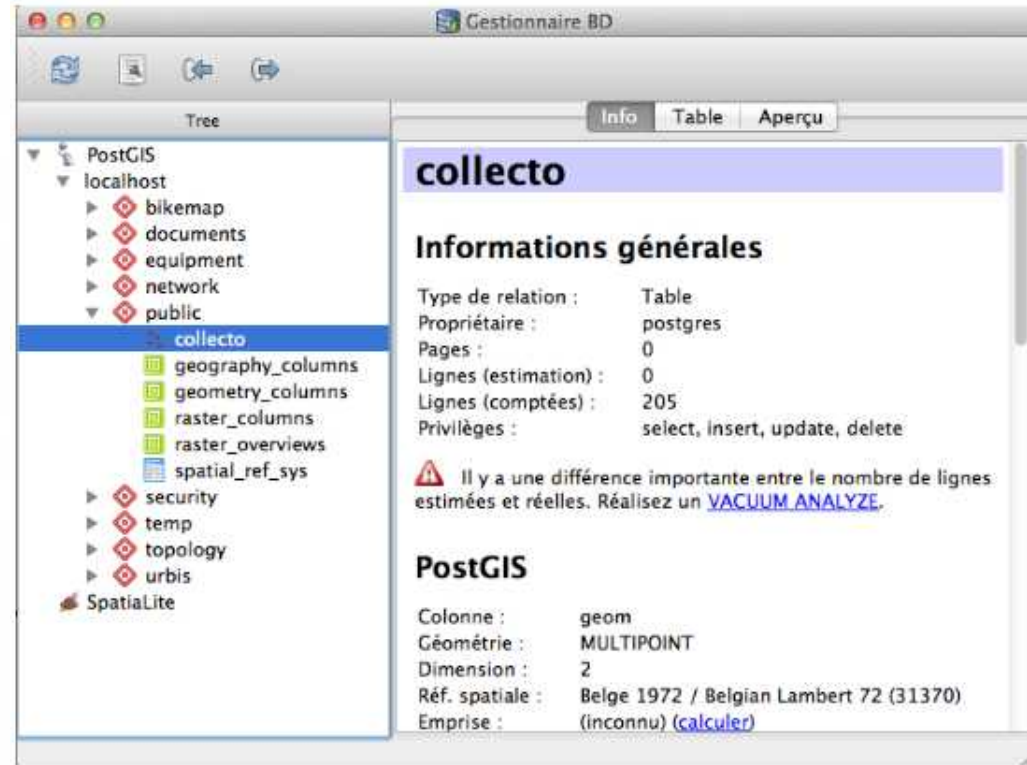 Gestionnaire BD
Tree
Info
Table
Aperçu
PostGIS
localhost
bikemap
documents
equipment
network
public
collecto
geography_columns
geometry_columns
raster_columns
raster_overviews
spatial_ref_sys
security
temp
topology
urbis
SpatiaLite
collecto
Informations générales
Type de relation : Table
Propriétaire : postgres
Pages : 0
Lignes (estimation) : 0
Lignes (comptées) : 205
Privilèges : select, insert, update, delete
Il y a une différence importante entre le nombre de lignes
estimées et réelles. Réalisez un VACUUM ANALYZE.
PostGIS
Colonne : geom
Géométrie : MULTIPOINT
Dimension : 2
Réf. spatiale : Belge 1972 / Belgian Lambert 72 (31370)
Emprise : (inconnu) (calculer)